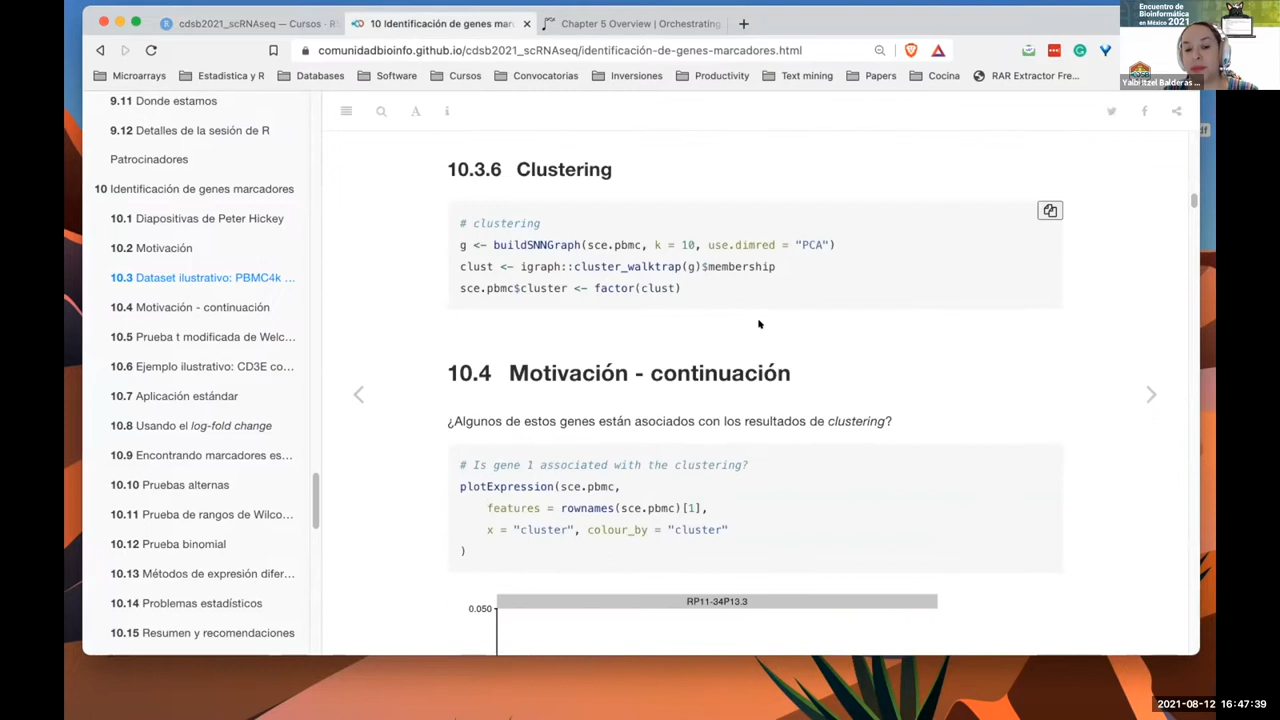 cdsb2021_scRNAseq — Cursos · R
10 Identificación de genes mar
Chapter 5 Overview | Orchestrating
comunidadbioinfo.github.io/cdsb2021_scRNAseq/identificación-de-genes-marcadores.html
Microarrays
Estadistica y R
Databases
Software
Cursos
Convocatorias
Inversiones
Productivity
Text mining
Papers
Cocina
RAR Extractor Fre...
Encuentro de
Bioinformática
en México 2021
Yalbi Itzel Balderas ...
9.11 Donde estamos
9.12 Detalles de la sesión de R
Patrocinadores
10 Identificación de genes marcadores
10.1 Diapositivas de Peter Hickey
10.2 Motivación
10.3 Dataset ilustrativo: PBMC4k ...
10.4 Motivación - continuación
10.5 Prueba t modificada de Welc...
10.6 Ejemplo ilustrativo: CD3E co...
10.7 Aplicación estándar
10.8 Usando el log-fold change
10.9 Encontrando marcadores es...
10.10 Pruebas alternas
10.11 Prueba de rangos de Wilco...
10.12 Prueba binomial
10.13 Métodos de expresión difer...
10.14 Problemas estadísticos
10.15 Resumen y recomendaciones
10.3.6 Clustering
# clustering
g <- buildSNNGraph(sce.pbmc, k = 10, use.dimred = "PCA")
clust <- igraph::cluster_walktrap(g)$membership
sce.pbmc$cluster <- factor(clust)
10.4 Motivación - continuación
¿Algunos de estos genes están asociados con los resultados de clustering?
# Is gene 1 associated with the clustering?
plotExpression(sce.pbmc,
features = rownames(sce.pbmc)[1],
x = "cluster", colour_by = "cluster"
)
RP11-34P13.3
0.050
2021-08-12 16:47:39